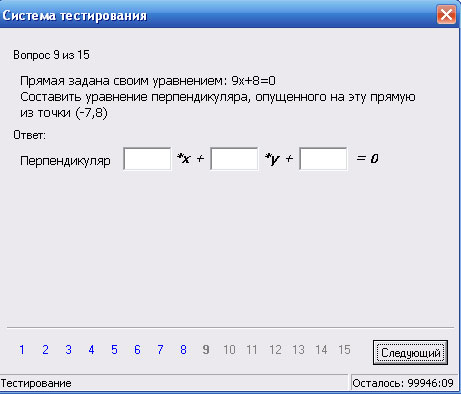 Система тестирования
Вопрос 9 из 15
Прямая задана своим уравнением: 9x+8=0
Составить уравнение перпендикуляра, опущенного на эту прямую
из точки (-7,8)
Ответ:
Перпендикуляр *x + *y + = 0
1 2 3 4 5 6 7 8 9 10 11 12 13 14 15 Следующий
Тестирование Осталось: 99946:09